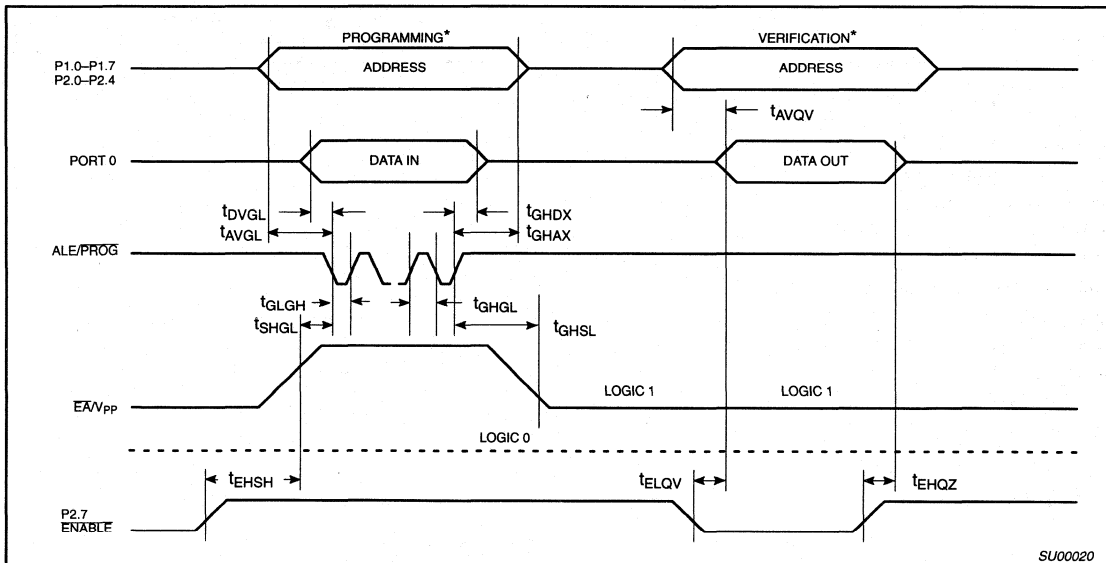 PROGRAMMING*
VERIFICATION*
P1.0–P1.7
P2.0–P2.4
ADDRESS
ADDRESS
tAVQV
PORT 0
DATA IN
DATA OUT
tDVGL
tGHDX
tAVGL
tGHAX
ALE/PROG
tGLGH
tGHGL
tSHGL
tGHSL
LOGIC 1
LOGIC 1
EA/VPP
LOGIC 0
tEHSH
tELQV
tEHQZ
P2.7
ENABLE
SU00020